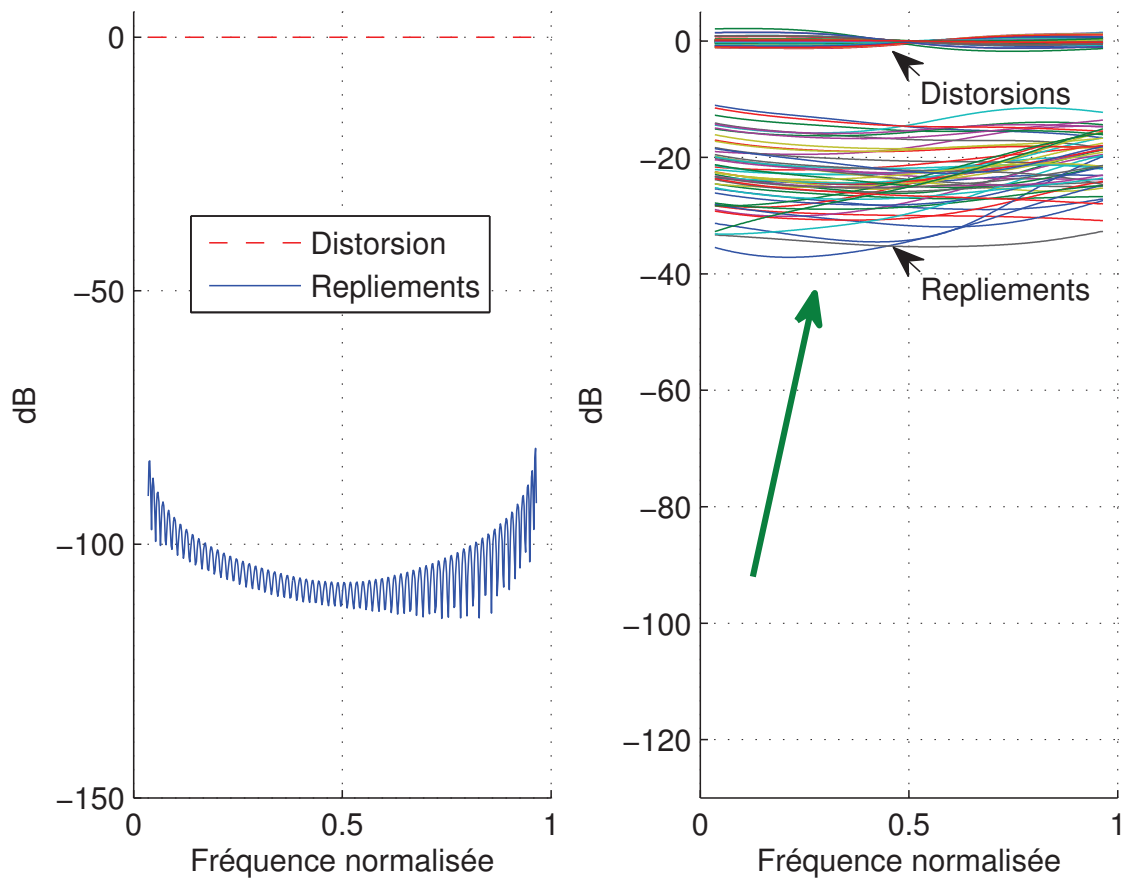 0
−50
−100
−150
dB
Distorsion
Repliements
0
0.5
1
Fréquence normalisée
0
−20
−40
−60
−80
−100
−120
dB
Distorsions
Repliements
0
0.5
1
Fréquence normalisée